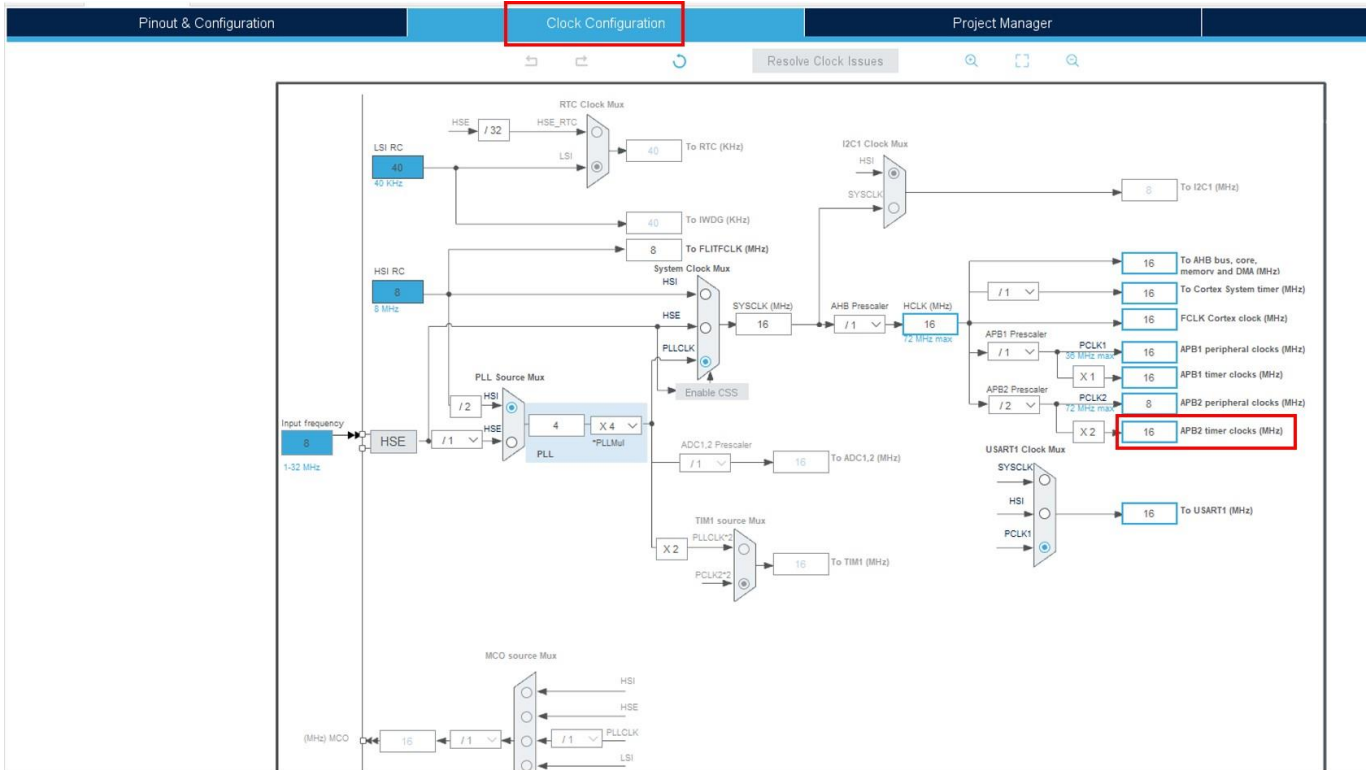 Pinout & Configuration
Clock Configuration
Project Manager
Resolve Clock Issues
RTC Clock Mux
HSE
/ 32
HSE_RTC
LSI
40
To RTC (KHz)
LSI RC
40
40 KHz
40
To IWDG (KHz)
8
To FLITFCLK (MHz)
I2C1 Clock Mux
HSI
SYSCLK
8
To I2C1 (MHz)
HSI RC
8
8 MHz
System Clock Mux
HSI
HSE
PLLCLK
Enable CSS
SYSCLK (MHz)
16
AHB Prescaler
/ 1
HCLK (MHz)
16
72 MHz max
16
To AHB bus, core,
memory and DMA (MHz)
/ 1
16
To Cortex System timer (MHz)
16
FCLK Cortex clock (MHz)
APB1 Prescaler
/ 1
PCLK1
36 MHz max
16
APB1 peripheral clocks (MHz)
X 1
16
APB1 timer clocks (MHz)
APB2 Prescaler
/ 2
PCLK2
72 MHz max
8
APB2 peripheral clocks (MHz)
X 2
16
APB2 timer clocks (MHz)
PLL Source Mux
/ 2
HSI
HSE
Input frequency
8
1-32 MHz
HSE
/ 1
4
X 4
*PLLMul
PLL
ADC1,2 Prescaler
/ 1
16
To ADC1,2 (MHz)
USART1 Clock Mux
SYSCLK
HSI
PCLK1
16
To USART1 (MHz)
TIM1 source Mux
X 2
PLLCLK*2
PCLK2*2
16
To TIM1 (MHz)
MCO source Mux
HSI
HSE
(MHz) MCO
16
/ 1
/ 1
PLLCLK
LSI